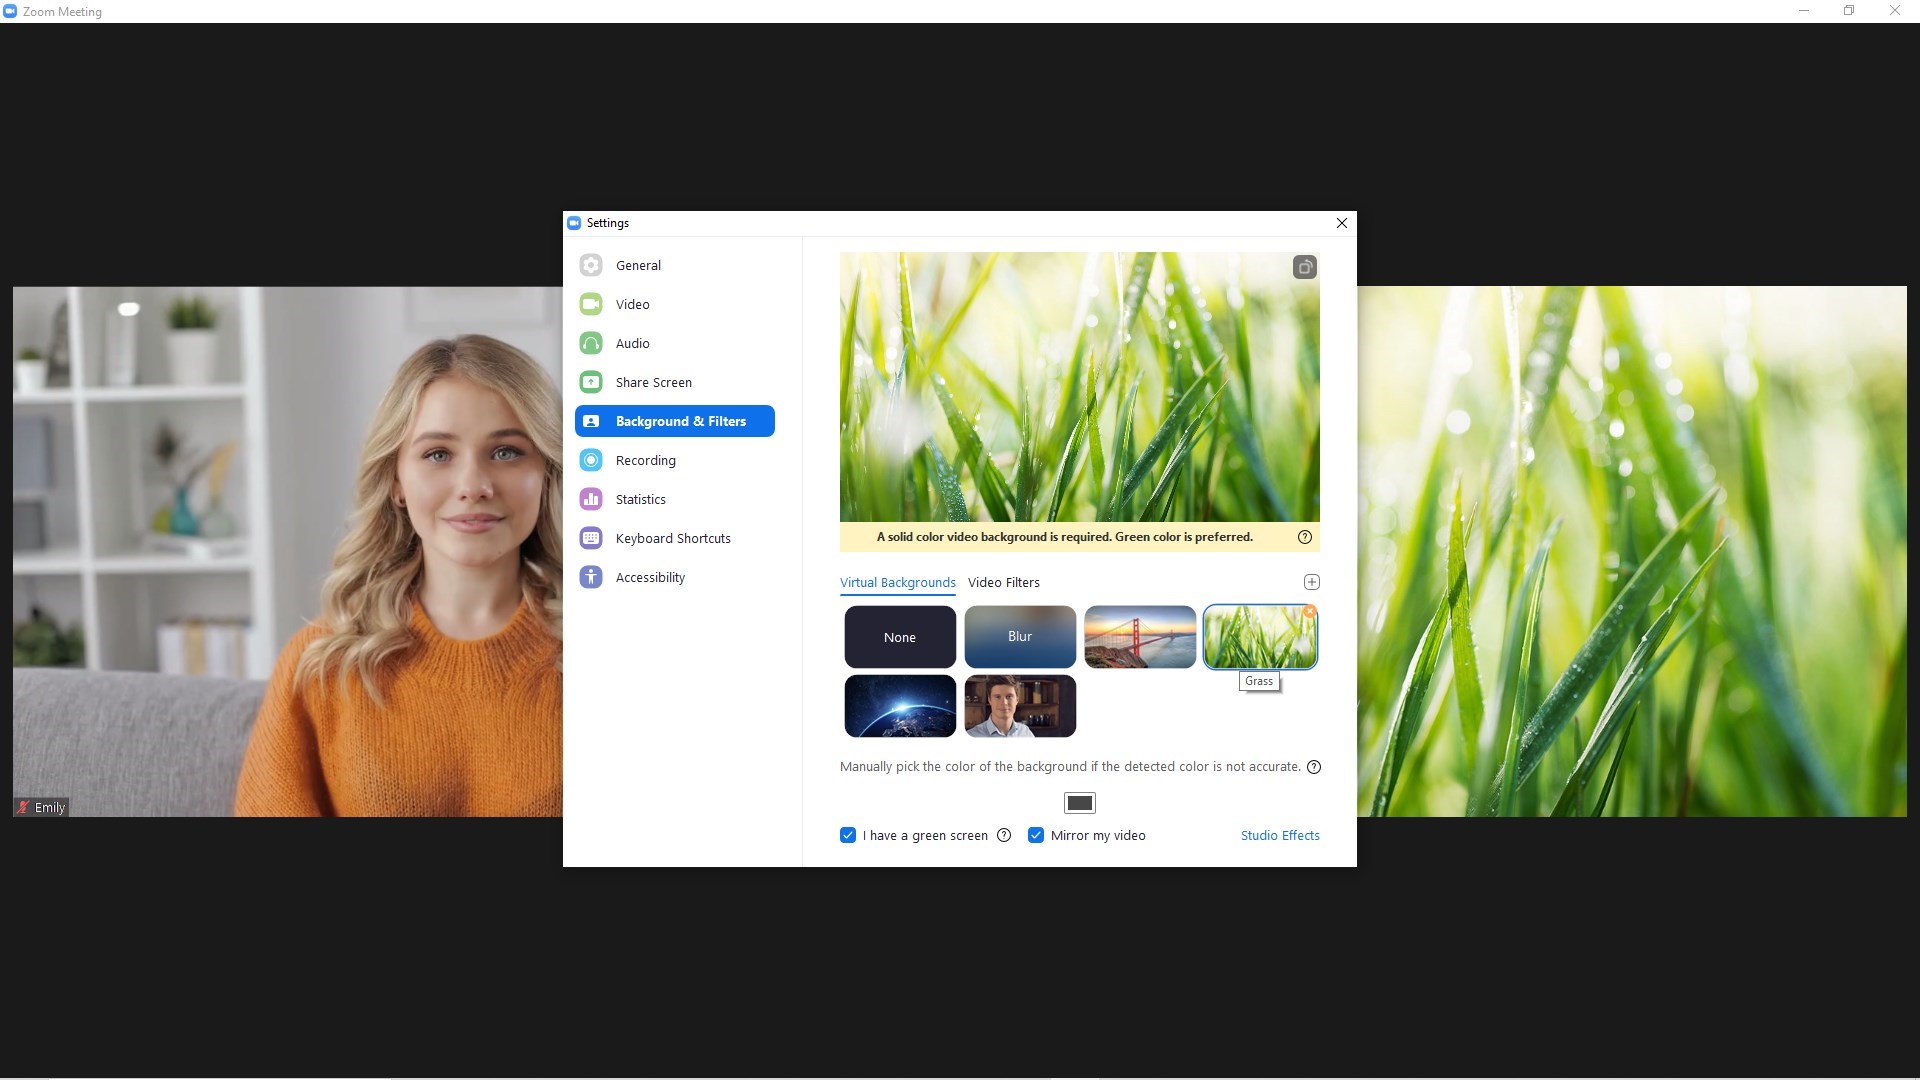 Zoom Meeting
Settings
General
Video
Audio
Share Screen
Background & Filters
Recording
Statistics
Keyboard Shortcuts
Accessibility
A solid color video background is required. Green color is preferred.
Virtual Backgrounds
Video Filters
None
Blur
Grass
Manually pick the color of the background if the detected color is not accurate.
I have a green screen
Mirror my video
Studio Effects
Emily